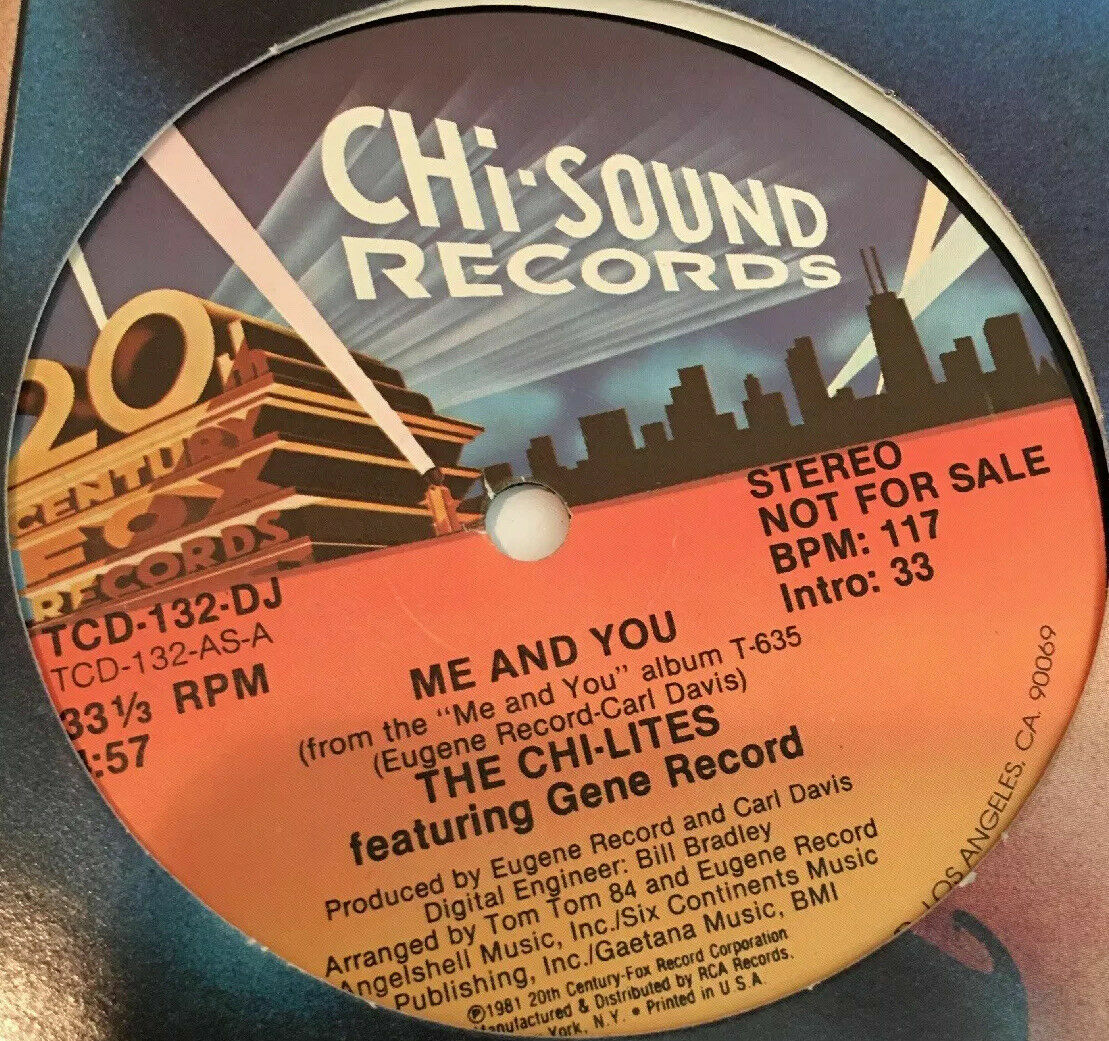 CHi-SOUND
RECORDS
20th
CENTURY
FOX
RECORDS
TCD-132-DJ
TCD-132-AS-A
33 1/3 RPM
:57
STEREO
NOT FOR SALE
BPM: 117
Intro: 33
ME AND YOU
(from the "Me and You" album T-635
(Eugene Record-Carl Davis)
THE CHI-LITES
featuring Gene Record
Produced by Eugene Record and Carl Davis
Digital Engineer: Bill Bradley
Arranged by Tom Tom 84 and Eugene Record
Angelshell Music, Inc./Six Continents Music
Publishing, Inc./Gaetana Music, BMI
℗1981 20th Century-Fox Record Corporation
Manufactured & Distributed by RCA Records,
York, N.Y. • Printed in U.S.A.
LOS ANGELES, CA. 90069